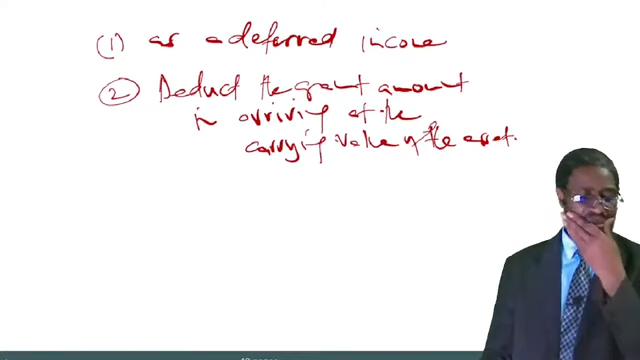 (1) as a deferred income
(2) Deduct the grant amount
in arriving at the
carrying value of the asset.